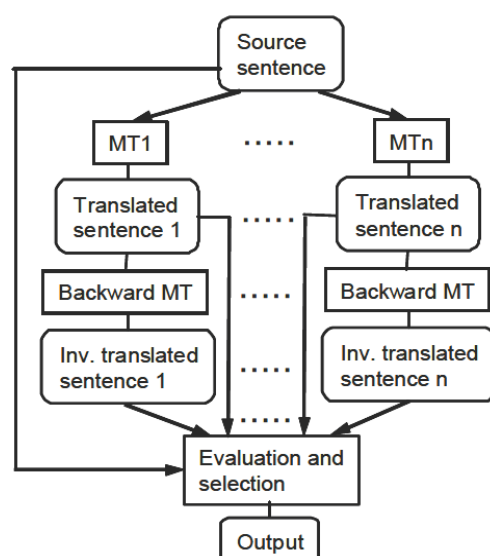 Source
sentence
MT1
.....
MTn
Translated
sentence 1
.....
Translated
sentence n
Backward MT
.....
Backward MT
Inv. translated
sentence 1
.....
Inv. translated
sentence n
.....
Evaluation and
selection
Output